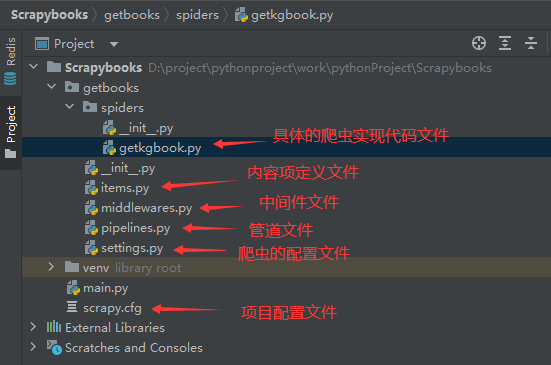 Scrapybooks getbooks spiders getkgbook.py
Redis
Project
Project
Scrapybooks D:\project\pythonproject\work\pythonProject\Scrapybooks
getbooks
spiders
__init__.py
getkgbook.py 具体的爬虫实现代码文件
__init__.py
items.py 内容项定义文件
middlewares.py 中间件文件
pipelines.py 管道文件
settings.py 爬虫的配置文件
venv library root
main.py
scrapy.cfg 项目配置文件
External Libraries
Scratches and Consoles